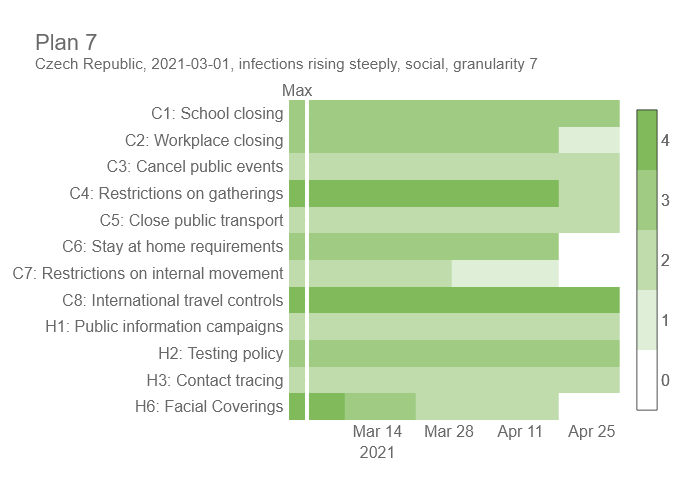 Plan 7
Czech Republic, 2021-03-01, infections rising steeply, social, granularity 7
Max
C1: School closing
C2: Workplace closing
C3: Cancel public events
C4: Restrictions on gatherings
C5: Close public transport
C6: Stay at home requirements
C7: Restrictions on internal movement
C8: International travel controls
H1: Public information campaigns
H2: Testing policy
H3: Contact tracing
H6: Facial Coverings
Mar 14 Mar 28 Apr 11 Apr 25
2021
4
3
2
1
0